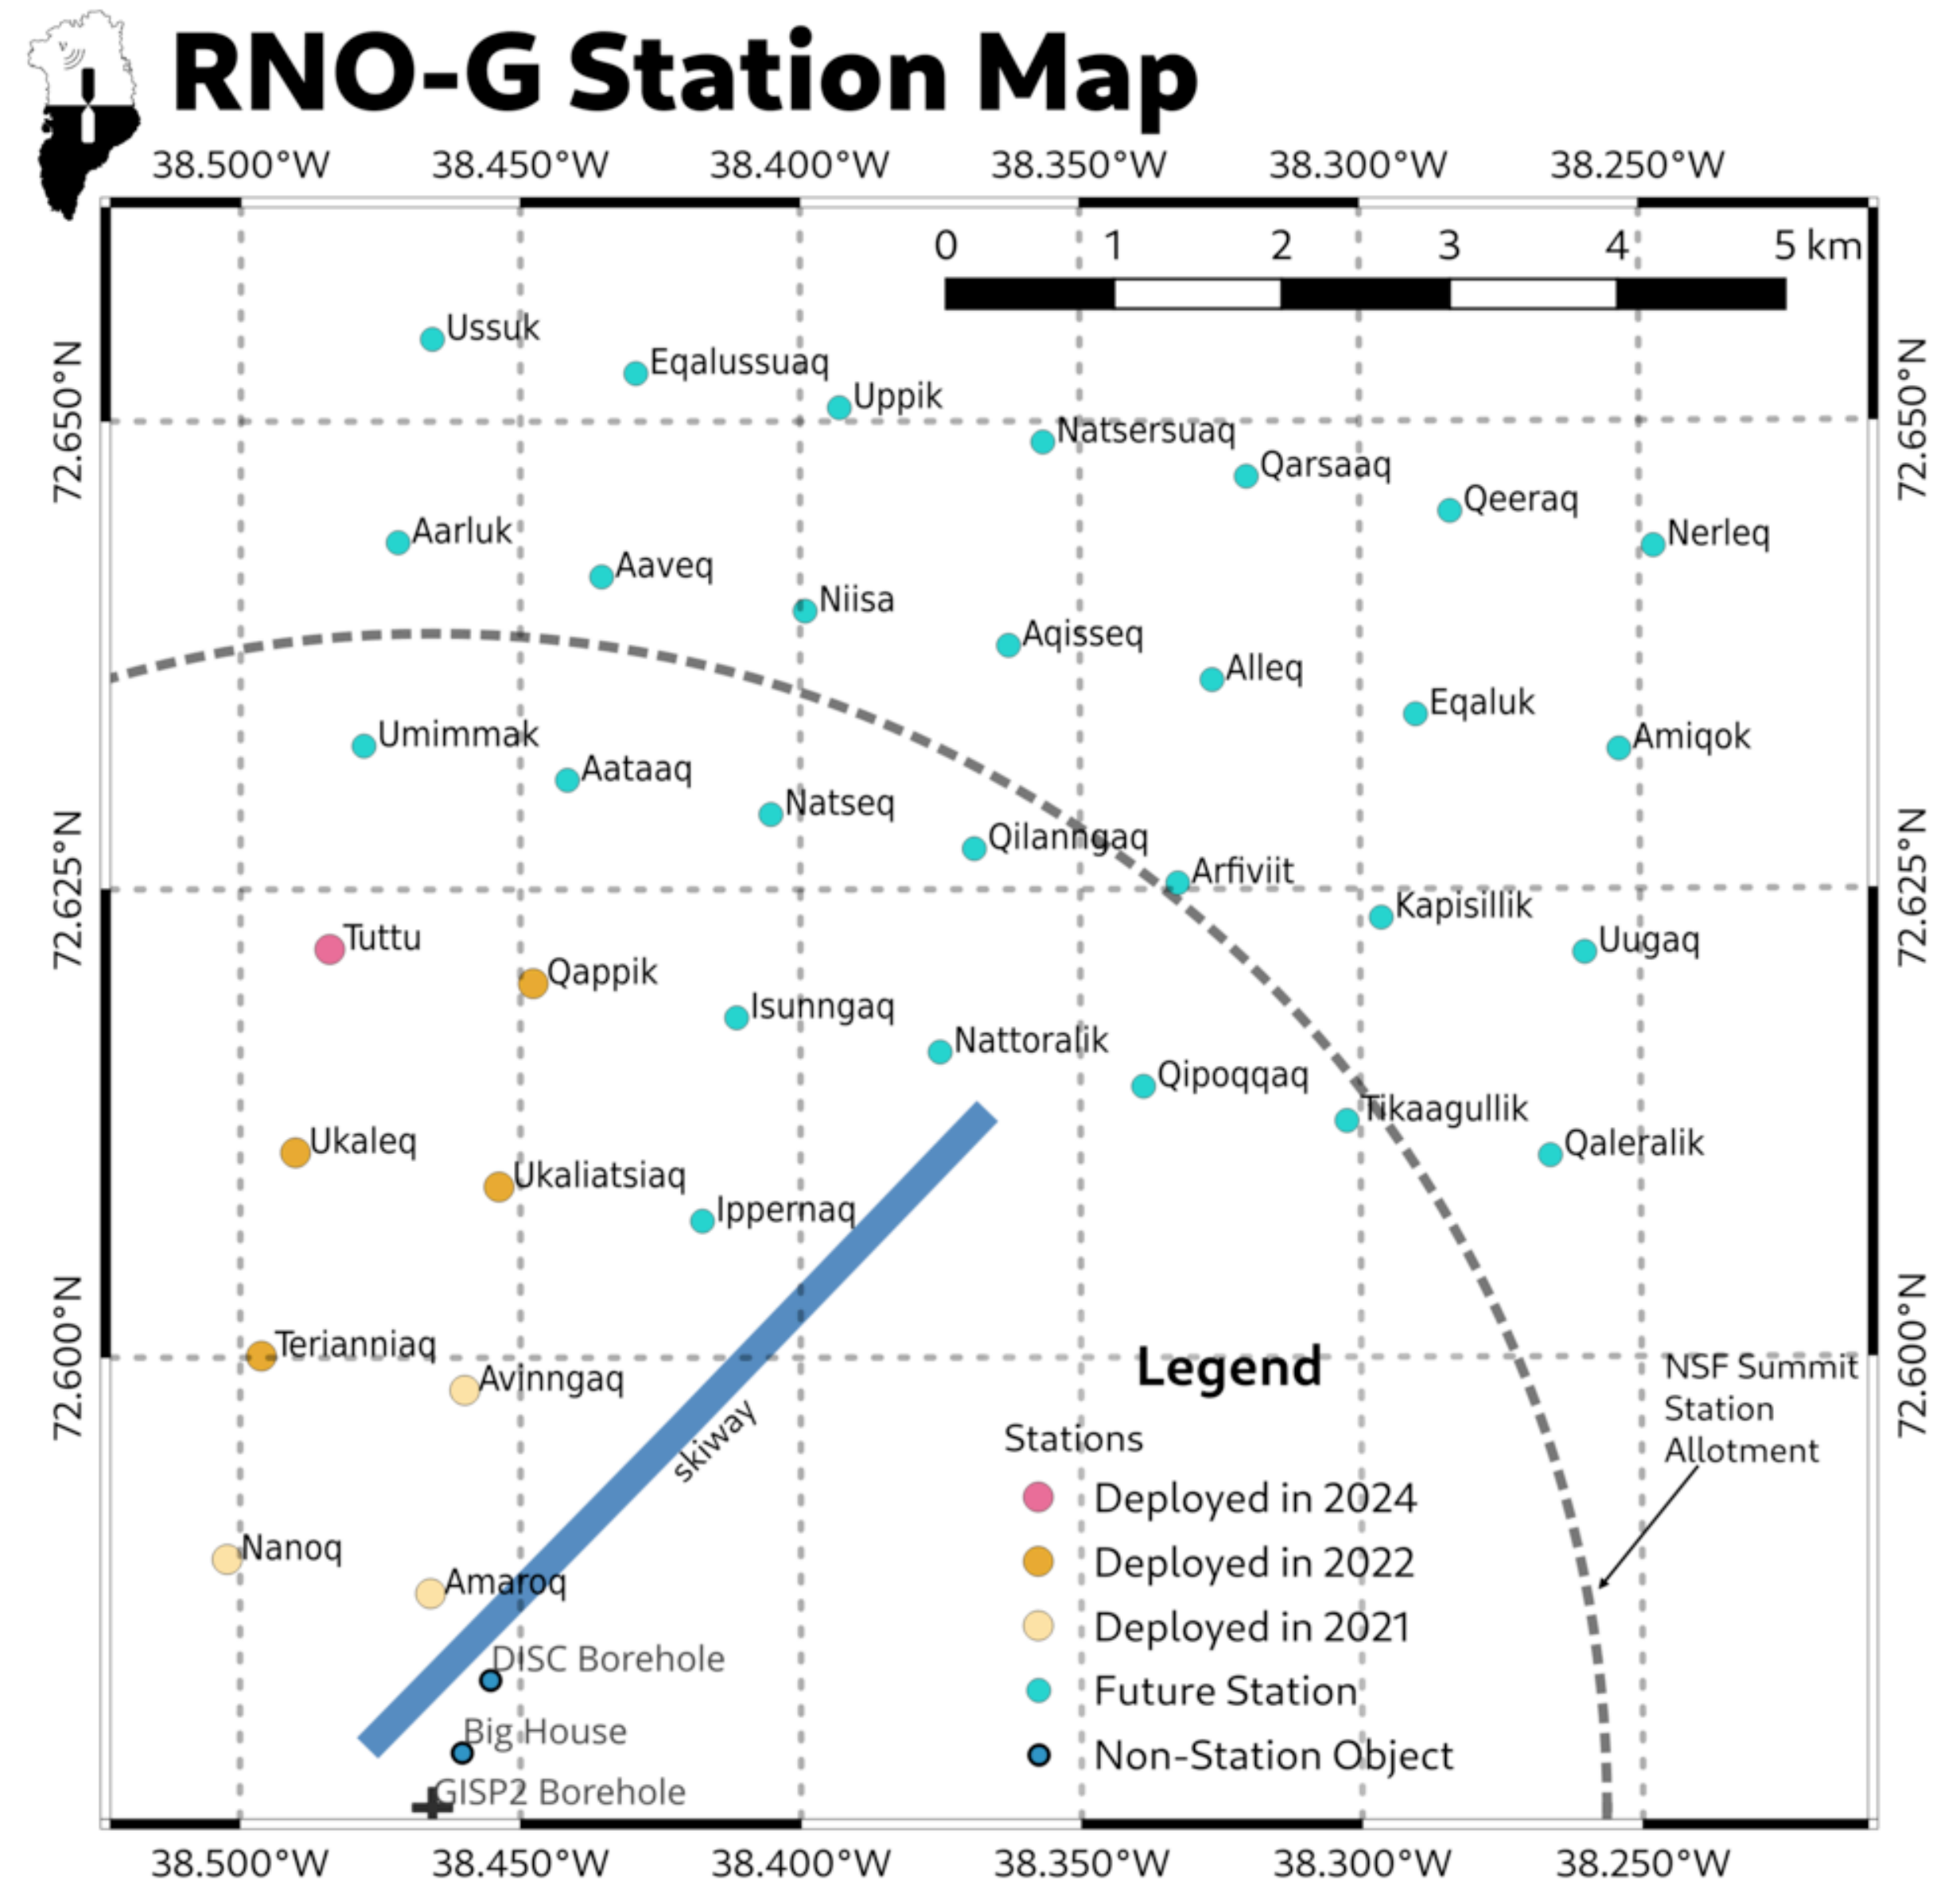 RNO-G Station Map
38.500°W 38.450°W 38.400°W 38.350°W 38.300°W 38.250°W
0 1 2 3 4 5 km
Ussuk
Eqalussuaq
Uppik
72.650°N
72.650°N
Natsersuaq
Qarsaaq
Qeeraq
Nerleq
Aarluk
Aaveq
Niisa
Aqisseq
Alleq
Eqaluk
Amiqok
Umimmak
Aataaq
Natseq
Qilanngaq
Arfiviit
72.625°N
72.625°N
Kapisillik
Uugaq
Tuttu
Qappik
Isunngaq
Nattoralik
Qipoqqaq
Tikaagullik
Qaleralik
Ukaleq
Ukaliatsiaq
Ippernaq
Terianniaq
72.600°N
72.600°N
Avinngaq
skiway
Nanoq
Amaroq
DISC Borehole
Big House
GISP2 Borehole
NSF Summit
Station
Allotment
Legend
Stations
Deployed in 2024
Deployed in 2022
Deployed in 2021
Future Station
Non-Station Object
38.500°W 38.450°W 38.400°W 38.350°W 38.300°W 38.250°W